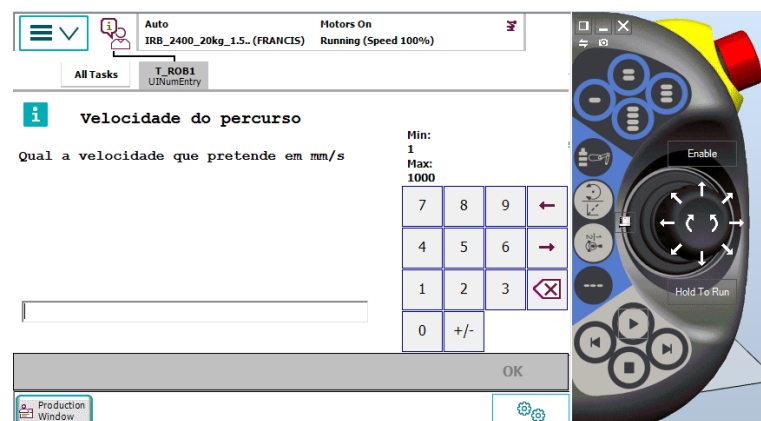 Auto
IRB_2400_20kg_1.5.. (FRANCIS)
Motors On
Running (Speed 100%)
All Tasks
T_ROB1
UINumEntry
i
Velocidade do percurso
Qual a velocidade que pretende em mm/s
Min:
1
Max:
1000
7 8 9 ←
4 5 6 →
1 2 3
0 +/-
OK
Production
Window
Enable
Hold To Run